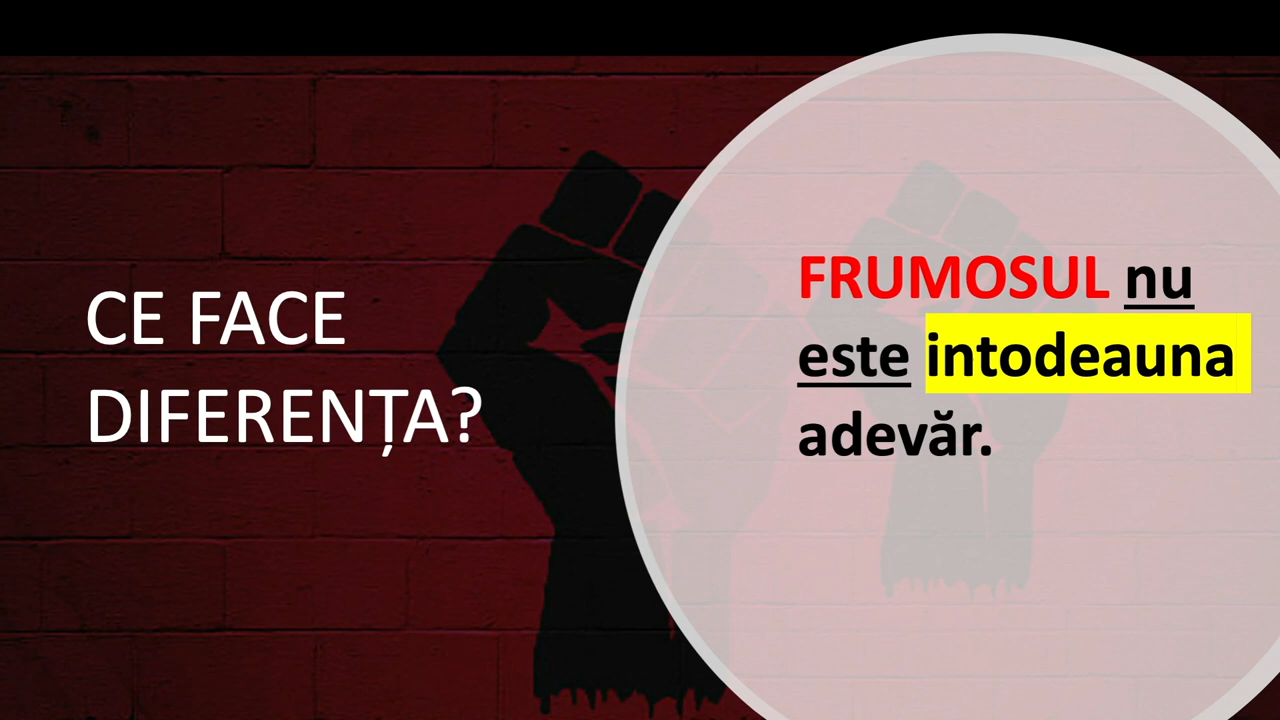 CE FACE
DIFERENȚA?
FRUMOSUL nu
este intodeauna
adevăr.